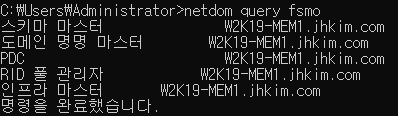 C:₩Users₩Administrator>netdom query fsmo
스키마 마스터 W2K19-MEM1.jhkim.com
도메인 명명 마스터 W2K19-MEM1.jhkim.com
PDC W2K19-MEM1.jhkim.com
RID 풀 관리자 W2K19-MEM1.jhkim.com
인프라 마스터 W2K19-MEM1.jhkim.com
명령을 완료했습니다.